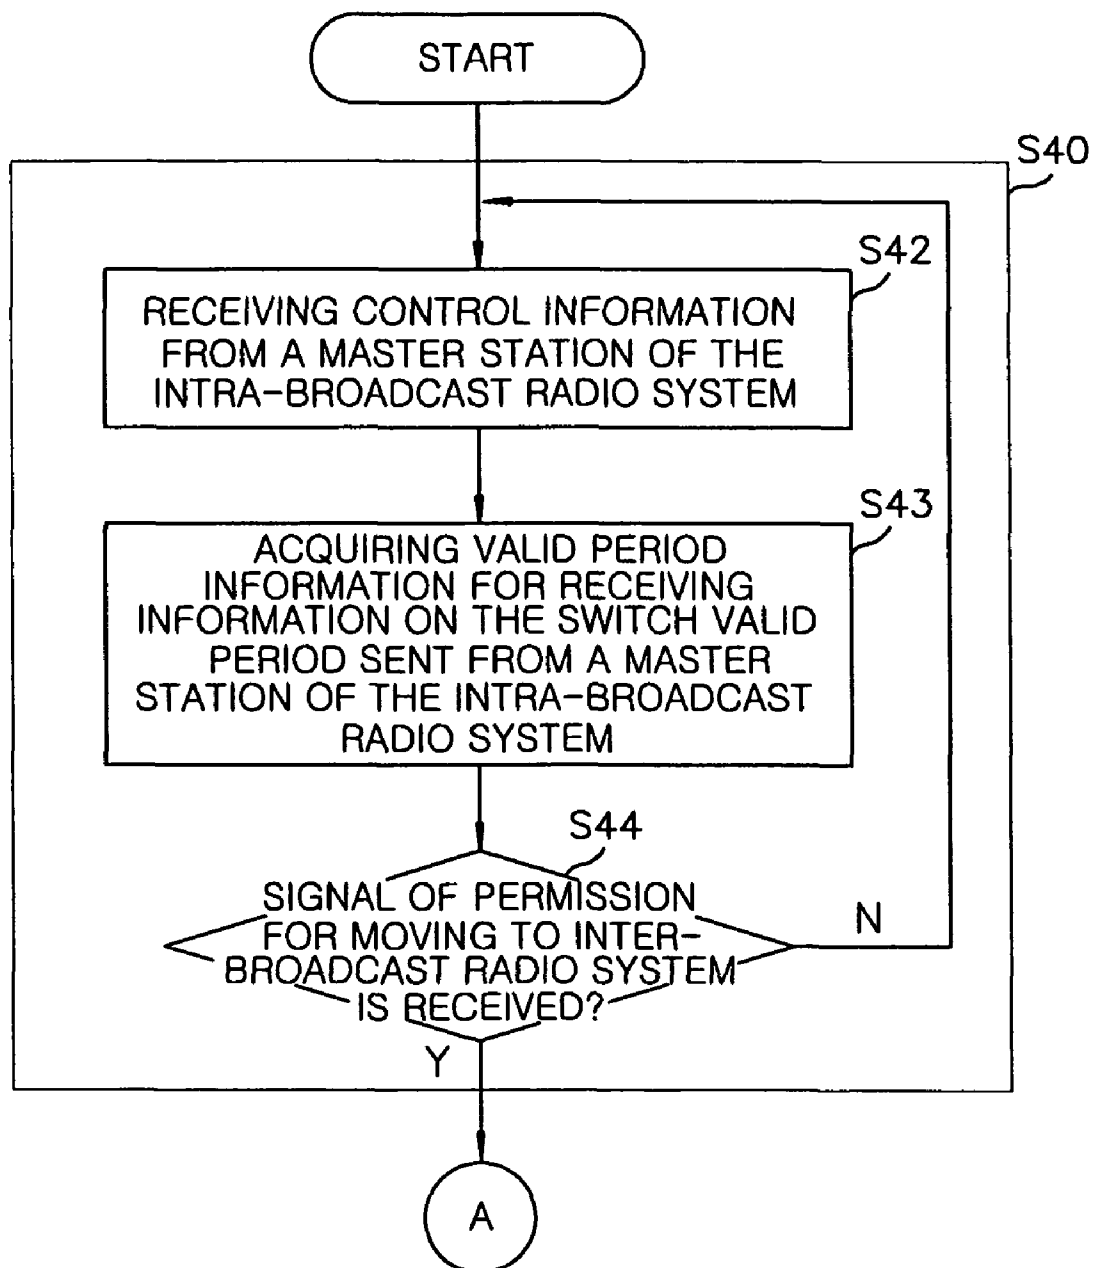 START
S40
S42
RECEIVING CONTROL INFORMATION
FROM A MASTER STATION OF THE
INTRA-BROADCAST RADIO SYSTEM
S43
ACQUIRING VALID PERIOD
INFORMATION FOR RECEIVING
INFORMATION ON THE SWITCH VALID
PERIOD SENT FROM A MASTER
STATION OF THE INTRA-BROADCAST
RADIO SYSTEM
S44
SIGNAL OF PERMISSION
FOR MOVING TO INTER-
BROADCAST RADIO SYSTEM
IS RECEIVED?
N
Y
A